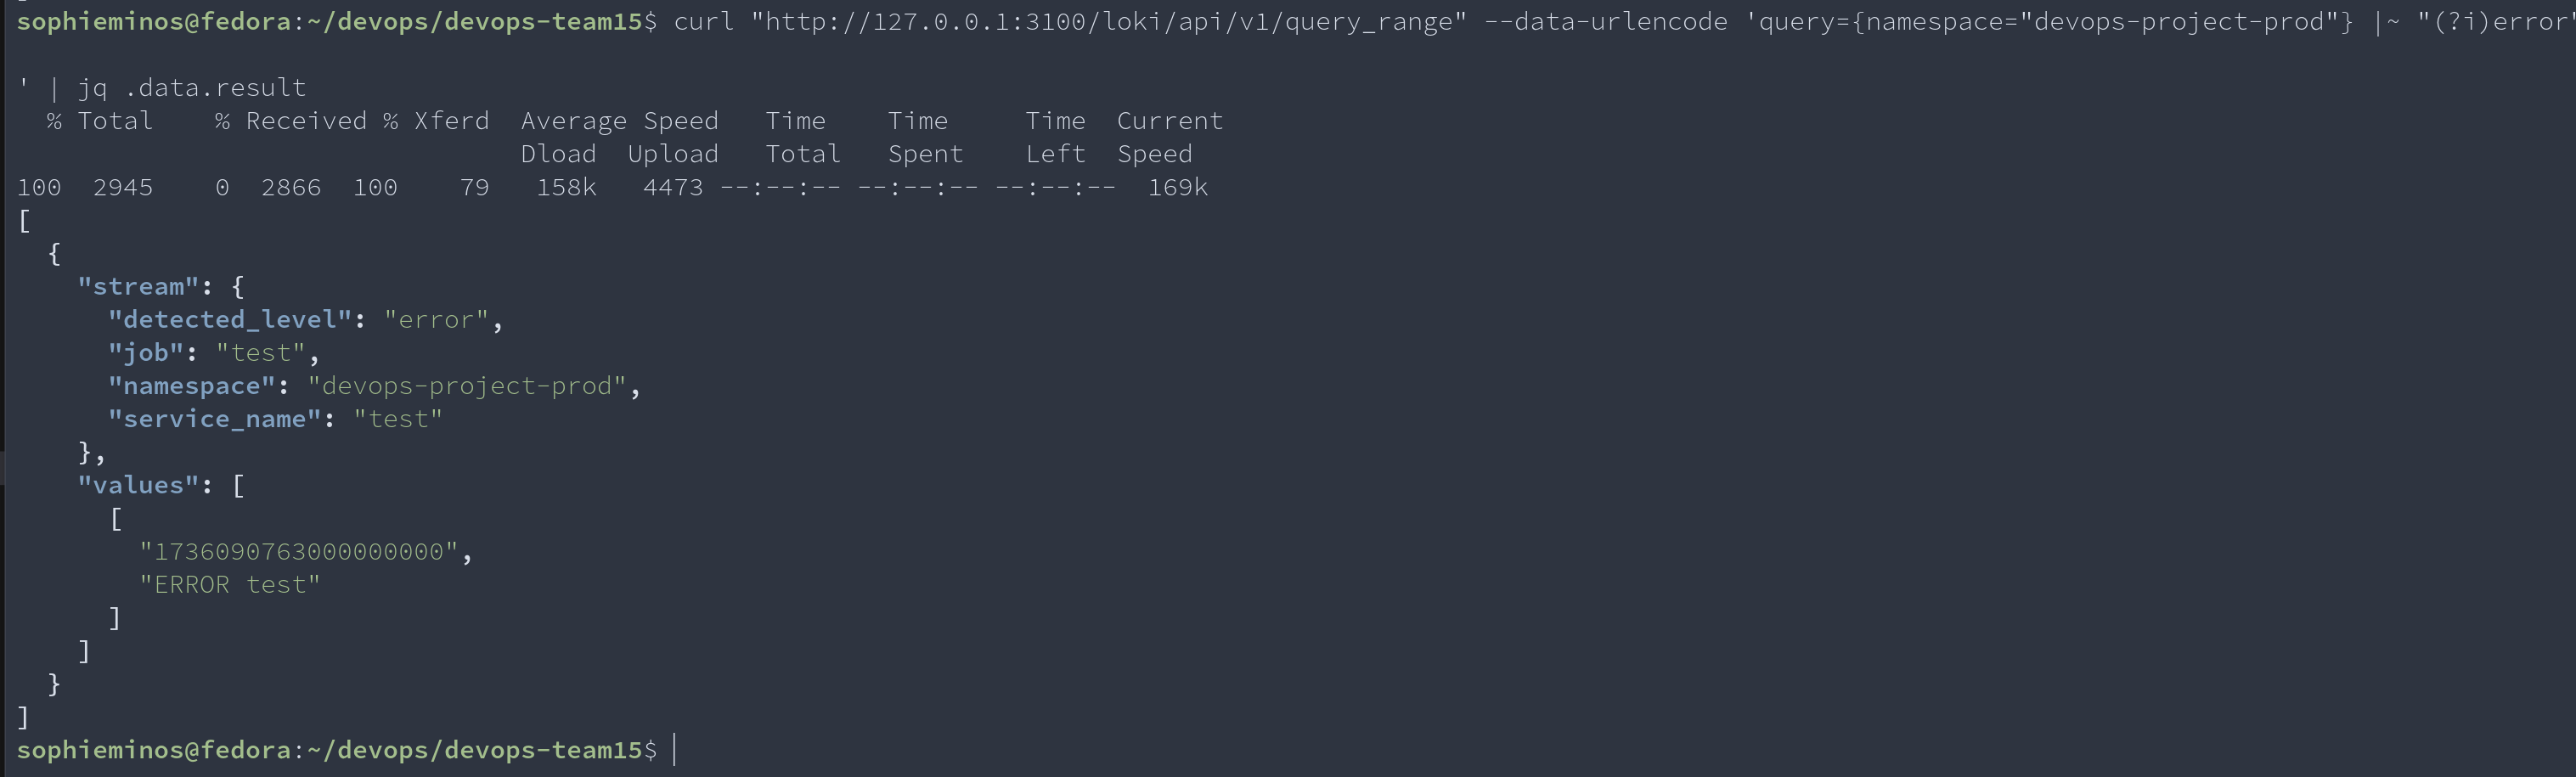 sophieminos@fedora:~/devops/devops-team15$ curl "http://127.0.0.1:3100/loki/api/v1/query_range" --data-urlencode 'query={namespace="devops-project-prod"} |~ "(?i)error"
' | jq .data.result
  % Total    % Received % Xferd  Average Speed   Time    Time     Time  Current
                                 Dload  Upload   Total   Spent    Left  Speed
100  2945    0  2866  100    79   158k   4473 --:--:-- --:--:-- --:--:--  169k
[
  {
    "stream": {
      "detected_level": "error",
      "job": "test",
      "namespace": "devops-project-prod",
      "service_name": "test"
    },
    "values": [
      [
        "1736090763000000000",
        "ERROR test"
      ]
    ]
  }
]
sophieminos@fedora:~/devops/devops-team15$